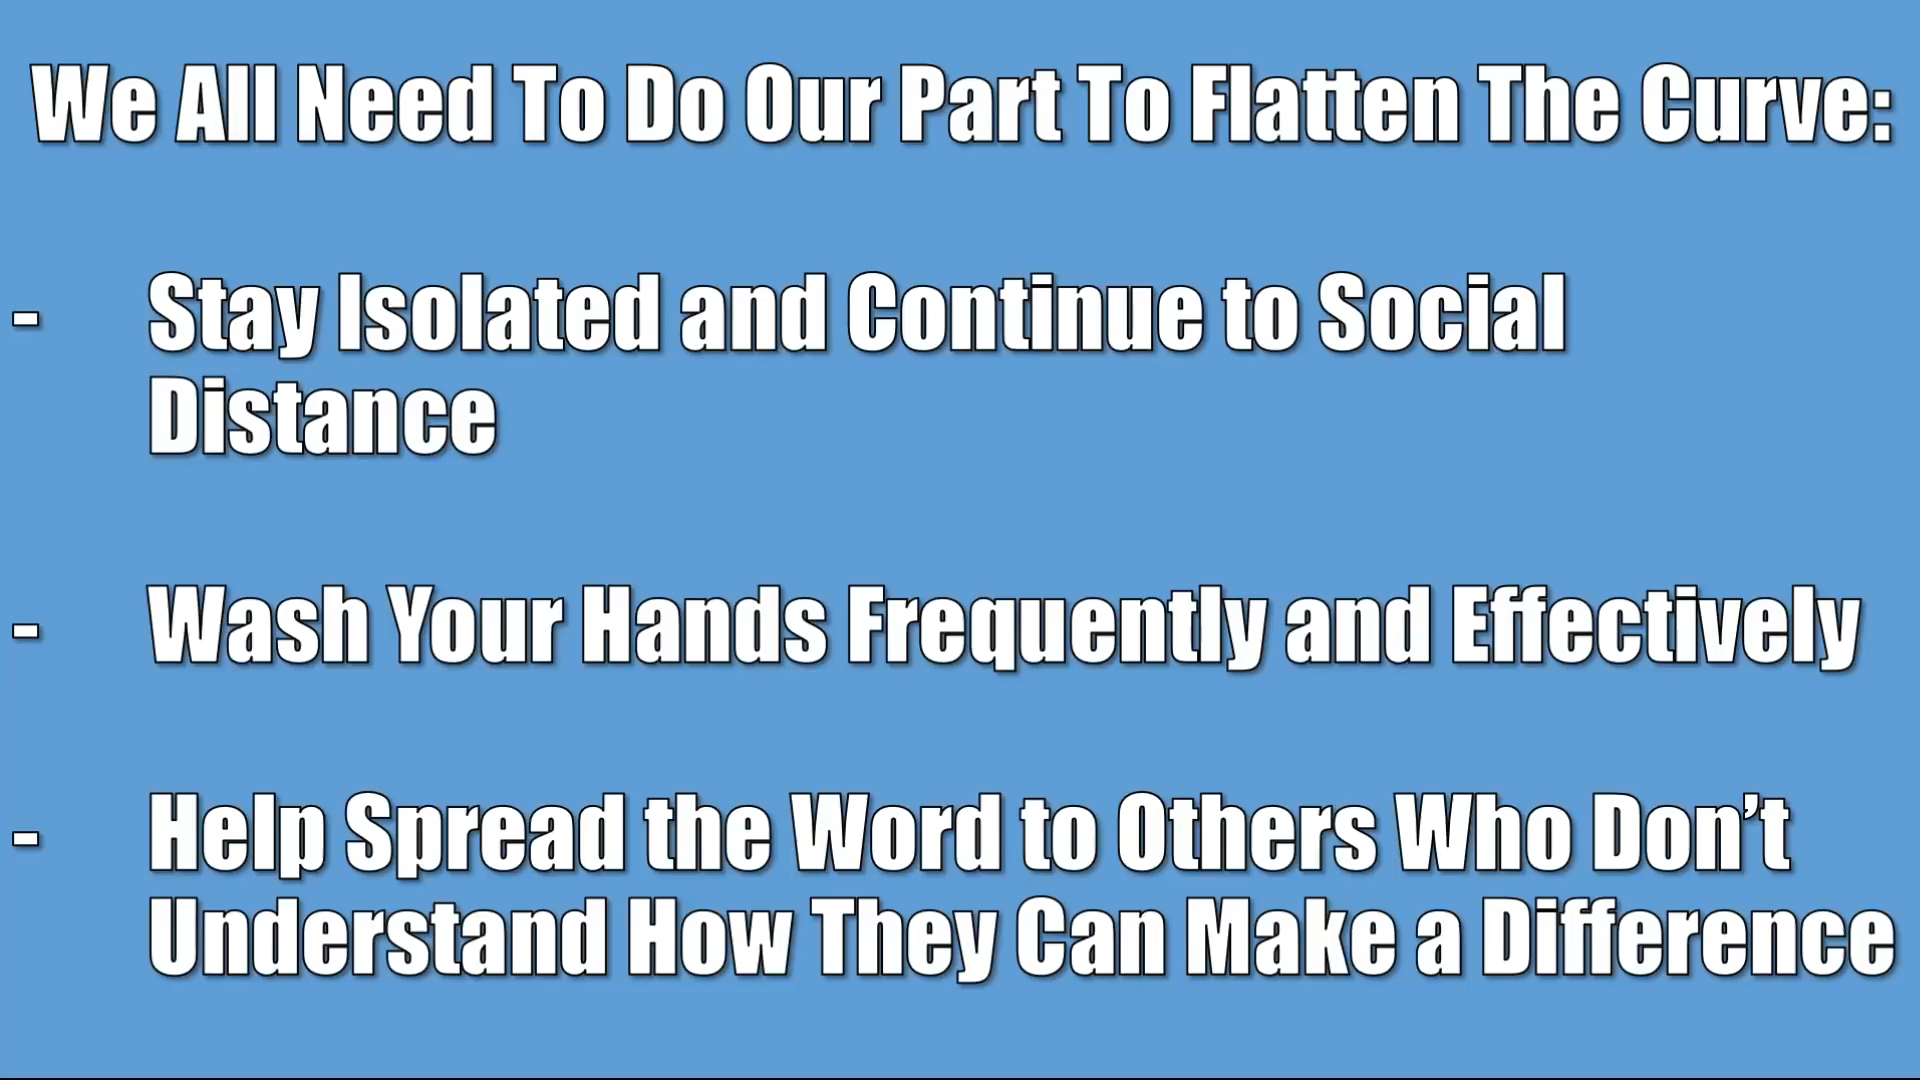 We All Need To Do Our Part To Flatten The Curve:
- Stay Isolated and Continue to Social
Distance
- Wash Your Hands Frequently and Effectively
- Help Spread the Word to Others Who Don’t
Understand How They Can Make a Difference